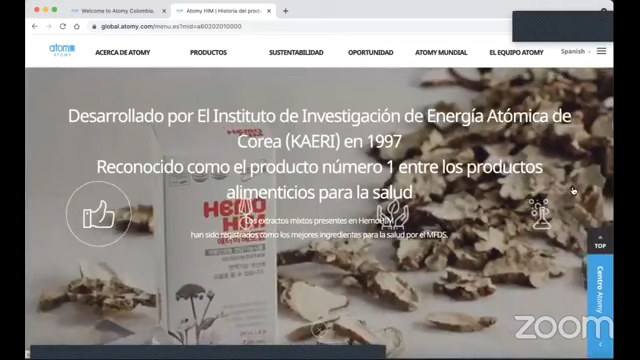 Welcome to Atomy Colombia,
Atomy HIM | Historia del produ
global.atomy.com/menu.es?mid=a60202010000
atom
ATOMY
ACERCA DE ATOMY
PRODUCTOS
SUSTENTABILIDAD
OPORTUNIDAD
ATOMY MUNDIAL
EL EQUIPO ATOMY
Spanish
Desarrollado por El Instituto de Investigación de Energía Atómica de
Corea (KAERI) en 1997
Reconocido como el producto número 1 entre los productos
alimenticios para la salud
Los extractos mixtos presentes en HemoHIM
han sido registrados como los mejores ingredientes para la salud por el MFDS.
HEMO
HIM
TOP
Centro Atomy
zoom